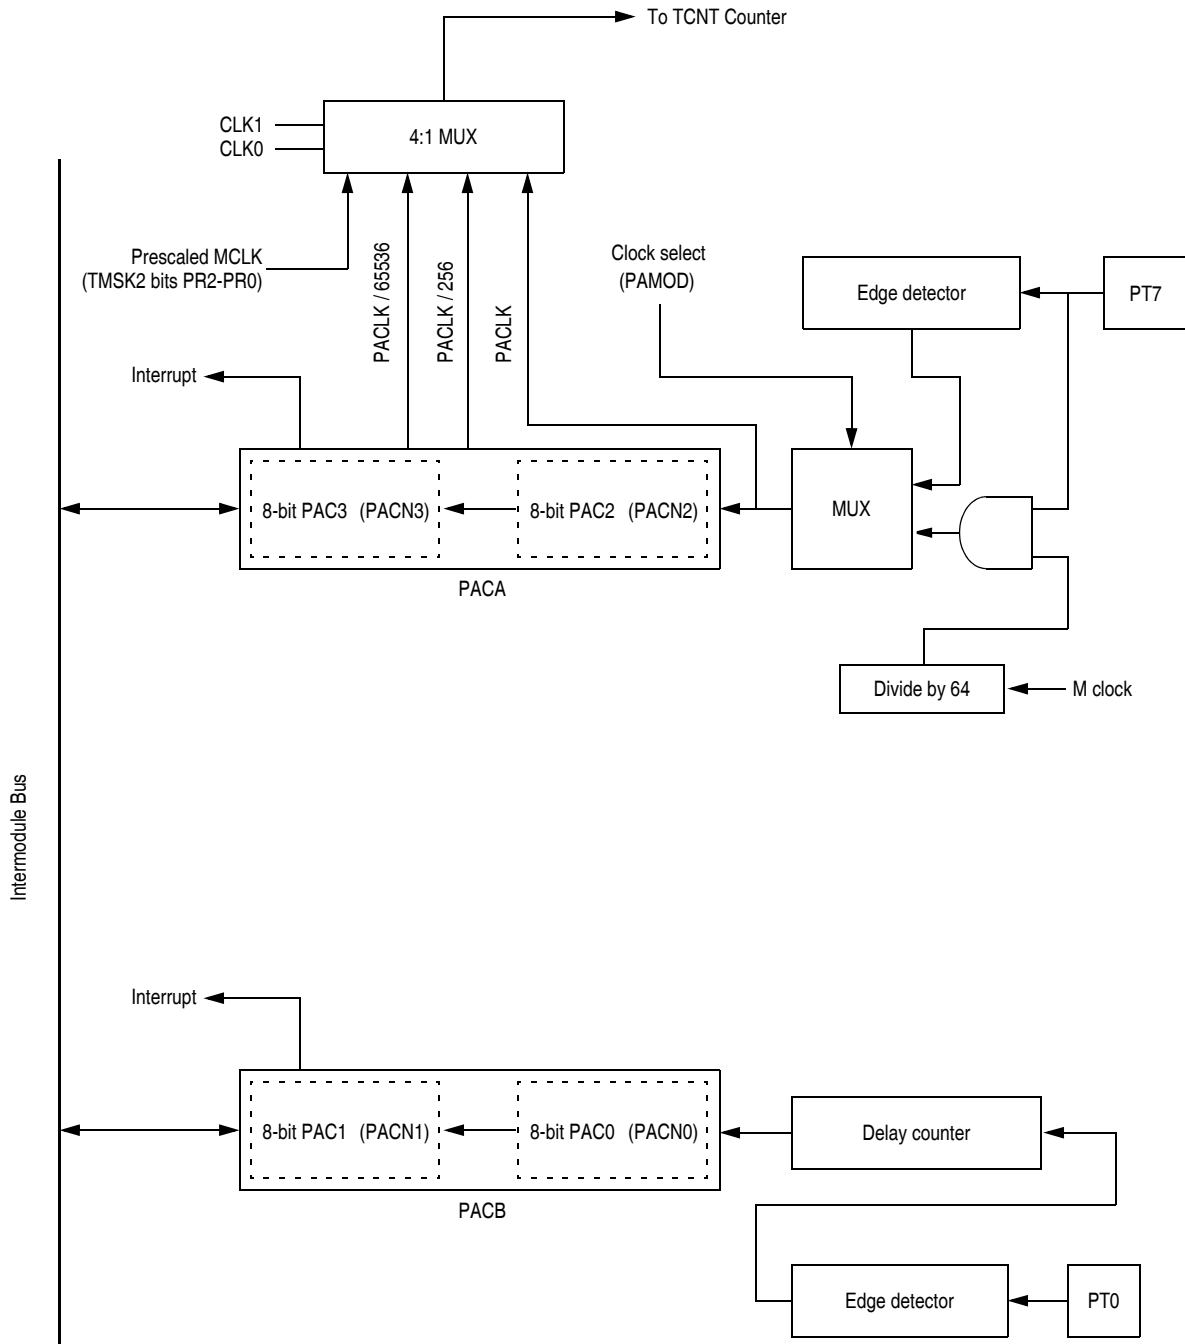 To TCNT Counter
CLK1
CLK0
4:1 MUX
Prescaled MCLK
(TMSK2 bits PR2-PR0)
PACLK / 65536
PACLK / 256
PACLK
Clock select
(PAMOD)
Edge detector
PT7
Interrupt
8-bit PAC3 (PACN3)
8-bit PAC2 (PACN2)
MUX
PACA
Divide by 64
M clock
Intermodule Bus
Interrupt
8-bit PAC1 (PACN1)
8-bit PAC0 (PACN0)
Delay counter
PACB
Edge detector
PT0